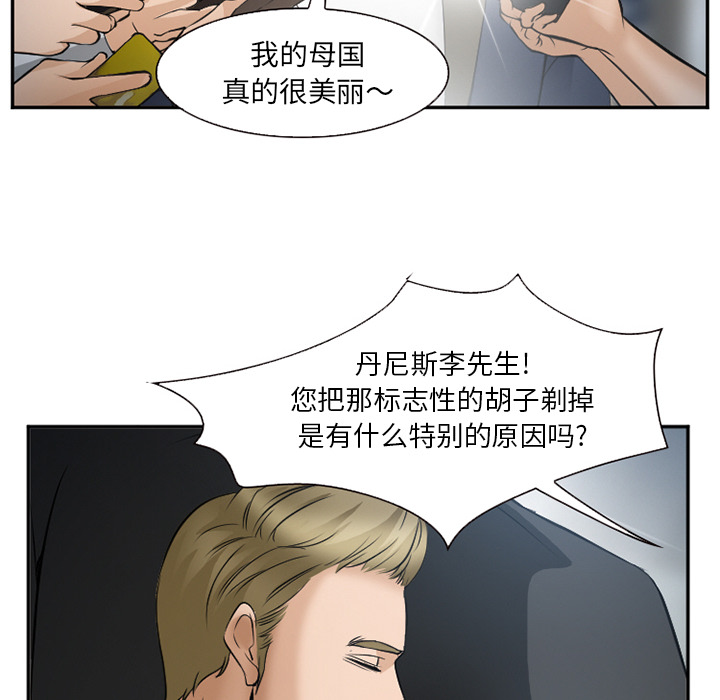 我的母国
真的很美丽～
丹尼斯李先生!
您把那标志性的胡子剃掉
是有什么特别的原因吗?